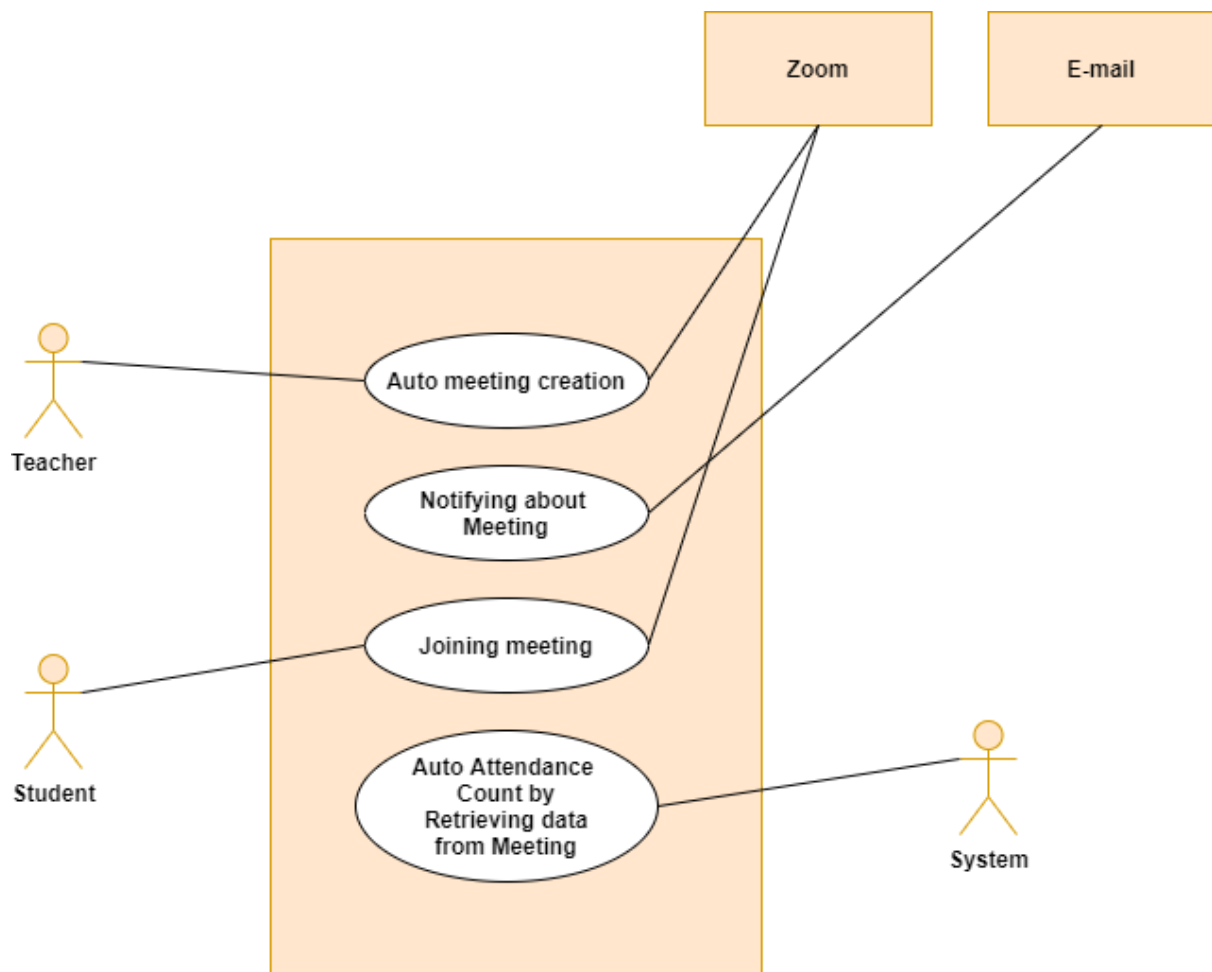 Zoom
E-mail
Auto meeting creation
Teacher
Notifying about
Meeting
Joining meeting
Student
Auto Attendance
Count by
Retrieving data
from Meeting
System